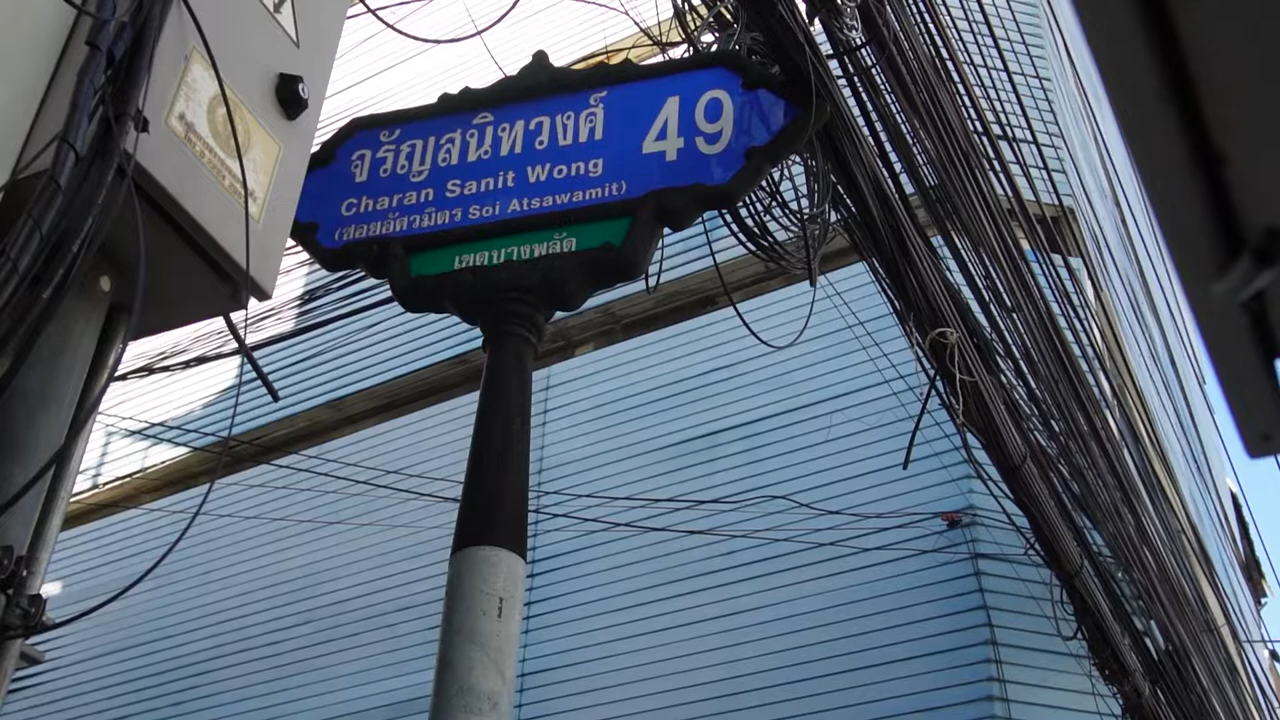 จรัญสนิทวงศ์ 49
Charan Sanit Wong
(ซอยอัศวมิตร Soi Atsawamit)
เขตบางพลัด